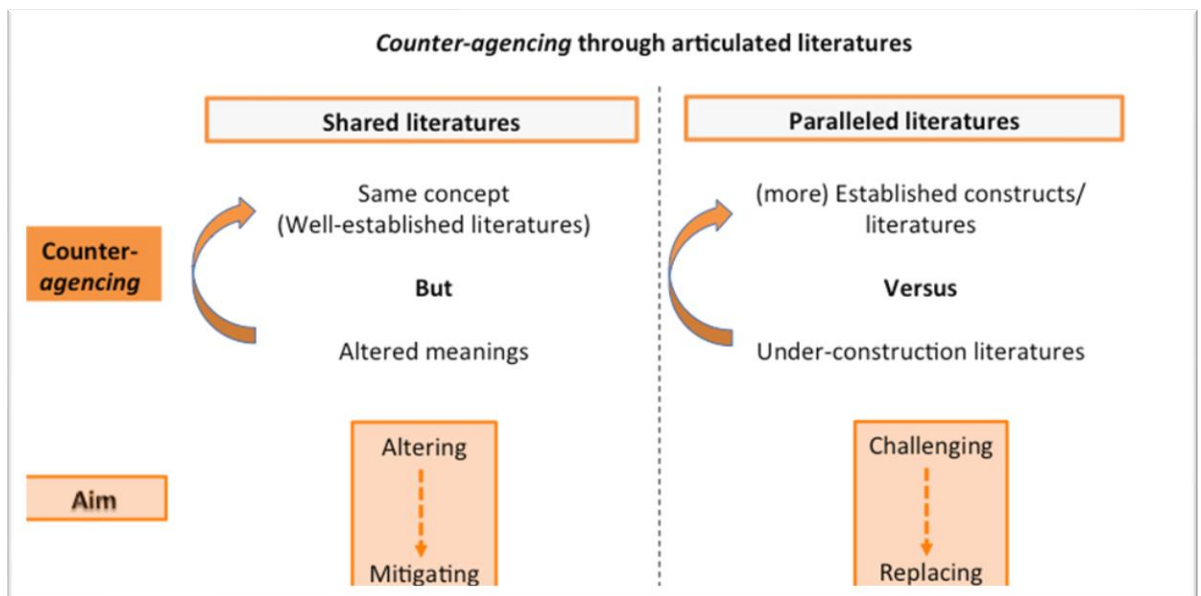 Counter-agencing through articulated literatures
Shared literatures
Paralleled literatures
Same concept
(Well-established literatures)
(more) Established constructs/
literatures
Counter-
agencing
But
Versus
Altered meanings
Under-construction literatures
Altering
Challenging
Aim
Mitigating
Replacing